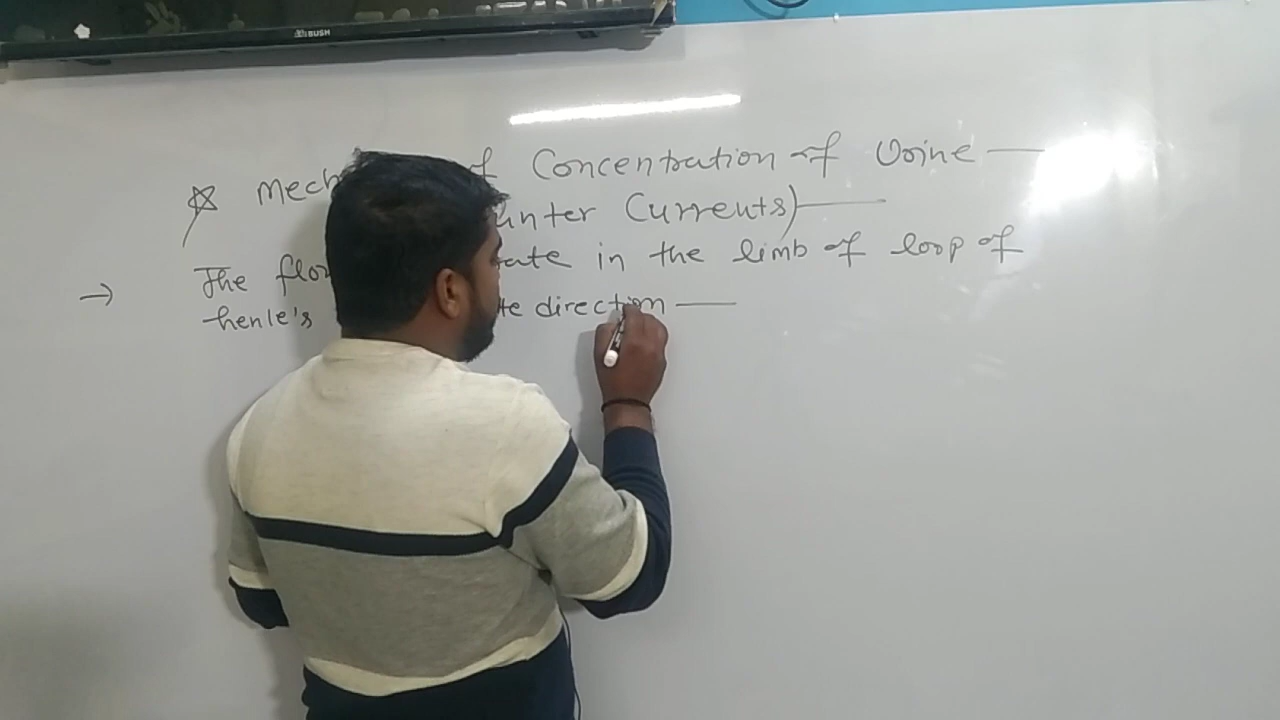 BUSH
Mech f Concentration of Urine —
unter Currents) —
→ The flo ate in the limb of loop of
henle's te direction —